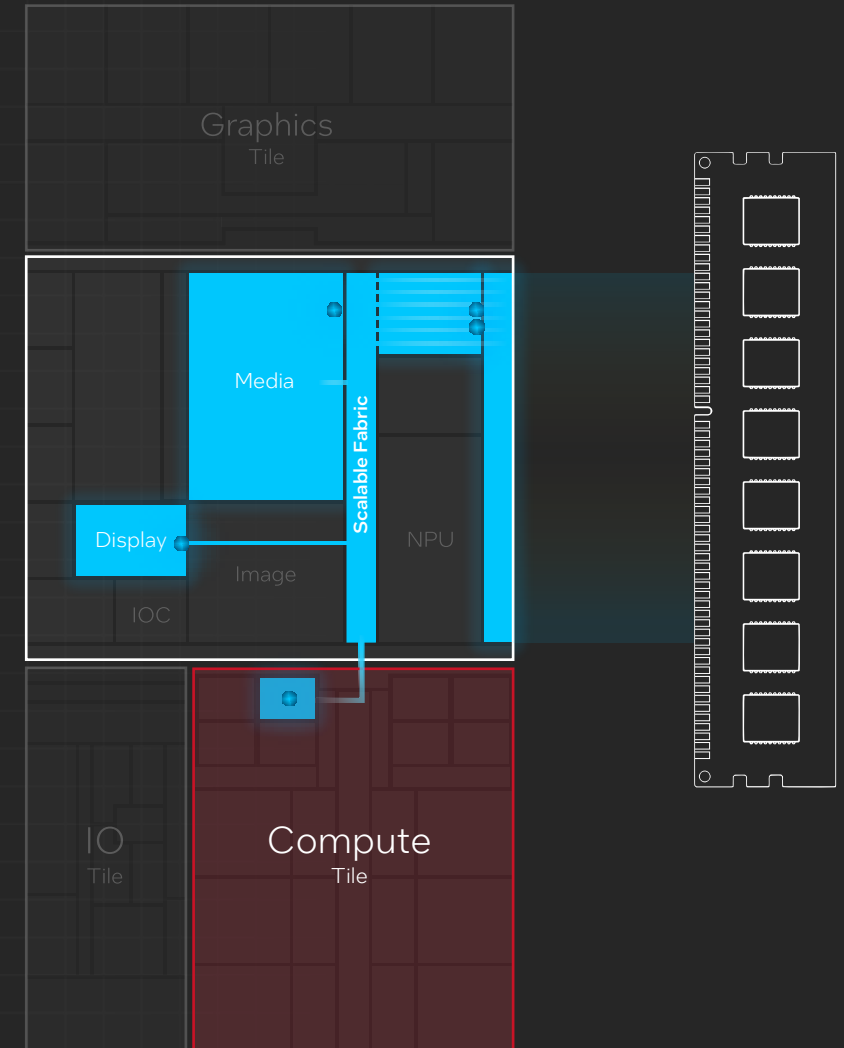 Graphics
Tile
Media
Scalable Fabric
Display
NPU
Image
IOC
IO
Tile
Compute
Tile